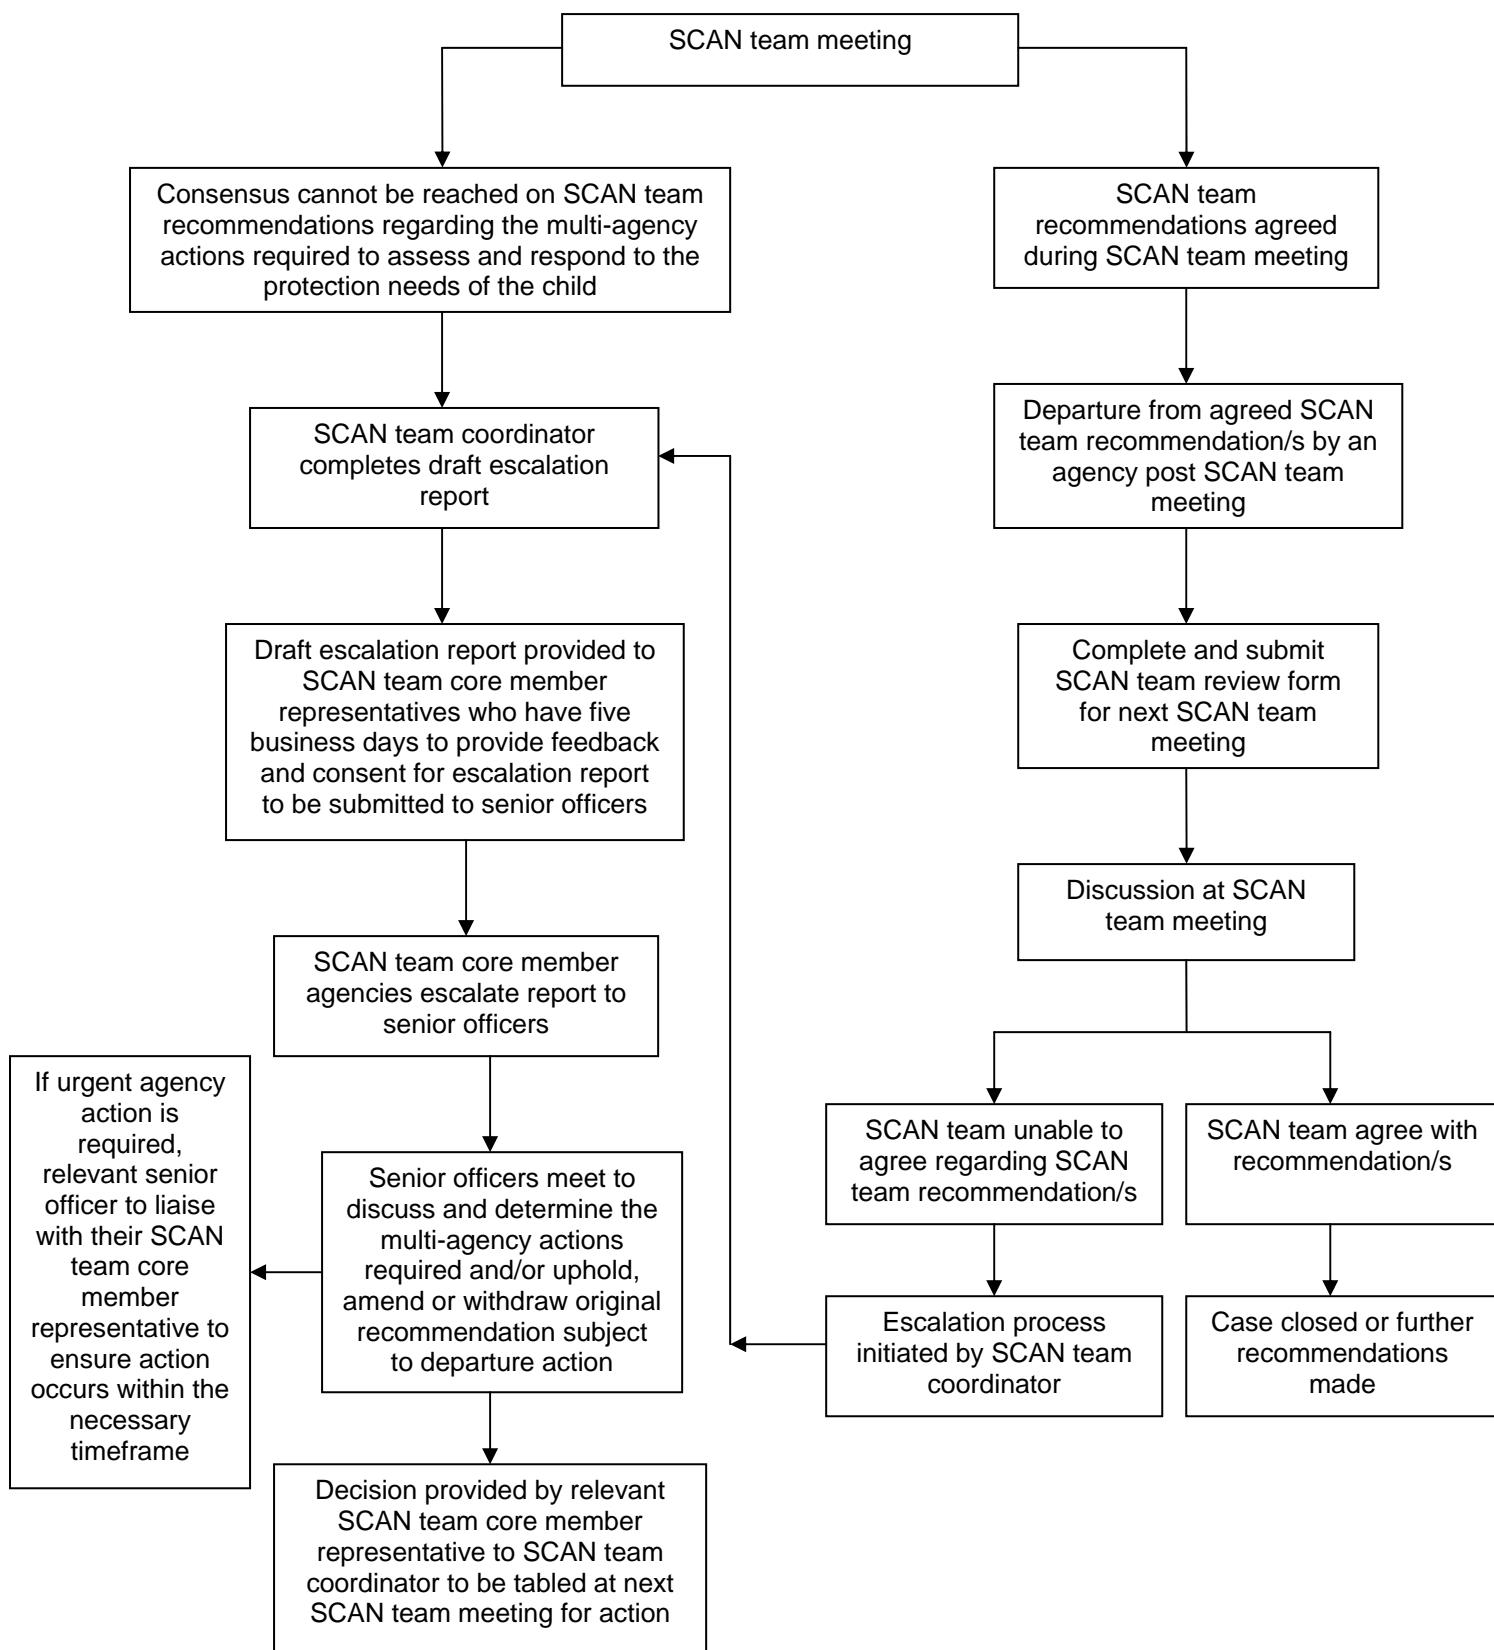 SCAN team meeting
Consensus cannot be reached on SCAN team
recommendations regarding the multi-agency
actions required to assess and respond to the
protection needs of the child
SCAN team
recommendations agreed
during SCAN team meeting
SCAN team coordinator
completes draft escalation
report
Departure from agreed SCAN
team recommendation/s by an
agency post SCAN team
meeting
Draft escalation report provided to
SCAN team core member
representatives who have five
business days to provide feedback
and consent for escalation report
to be submitted to senior officers
Complete and submit
SCAN team review form
for next SCAN team
meeting
Discussion at SCAN
team meeting
SCAN team core member
agencies escalate report to
senior officers
If urgent agency
action is
required,
relevant senior
officer to liaise
with their SCAN
team core
member
representative to
ensure action
occurs within the
necessary
timeframe
Senior officers meet to
discuss and determine the
multi-agency actions
required and/or uphold,
amend or withdraw original
recommendation subject
to departure action
SCAN team unable to
agree regarding SCAN
team recommendation/s
SCAN team agree with
recommendation/s
Escalation process
initiated by SCAN team
coordinator
Case closed or further
recommendations
made
Decision provided by relevant
SCAN team core member
representative to SCAN team
coordinator to be tabled at next
SCAN team meeting for action